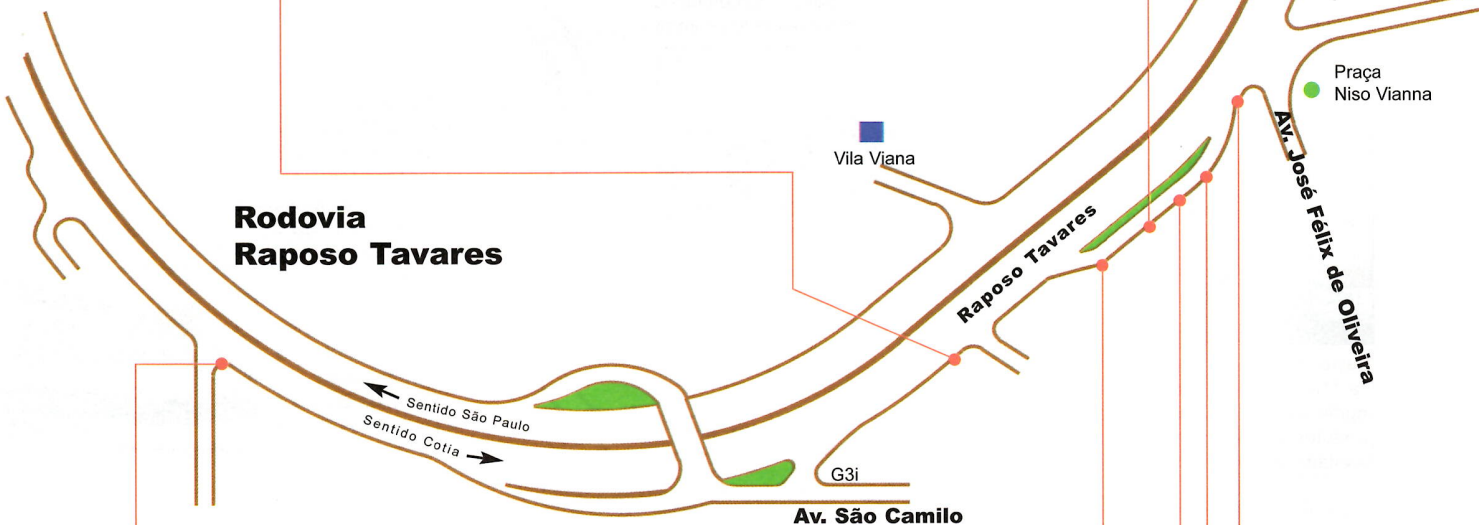 Praça
Niso Vianna
Vila Viana
Av. José Félix de Oliveira
Rodovia
Raposo Tavares
Raposo Tavares
Sentido São Paulo
Sentido Cotia
G3i
Av. São Camilo